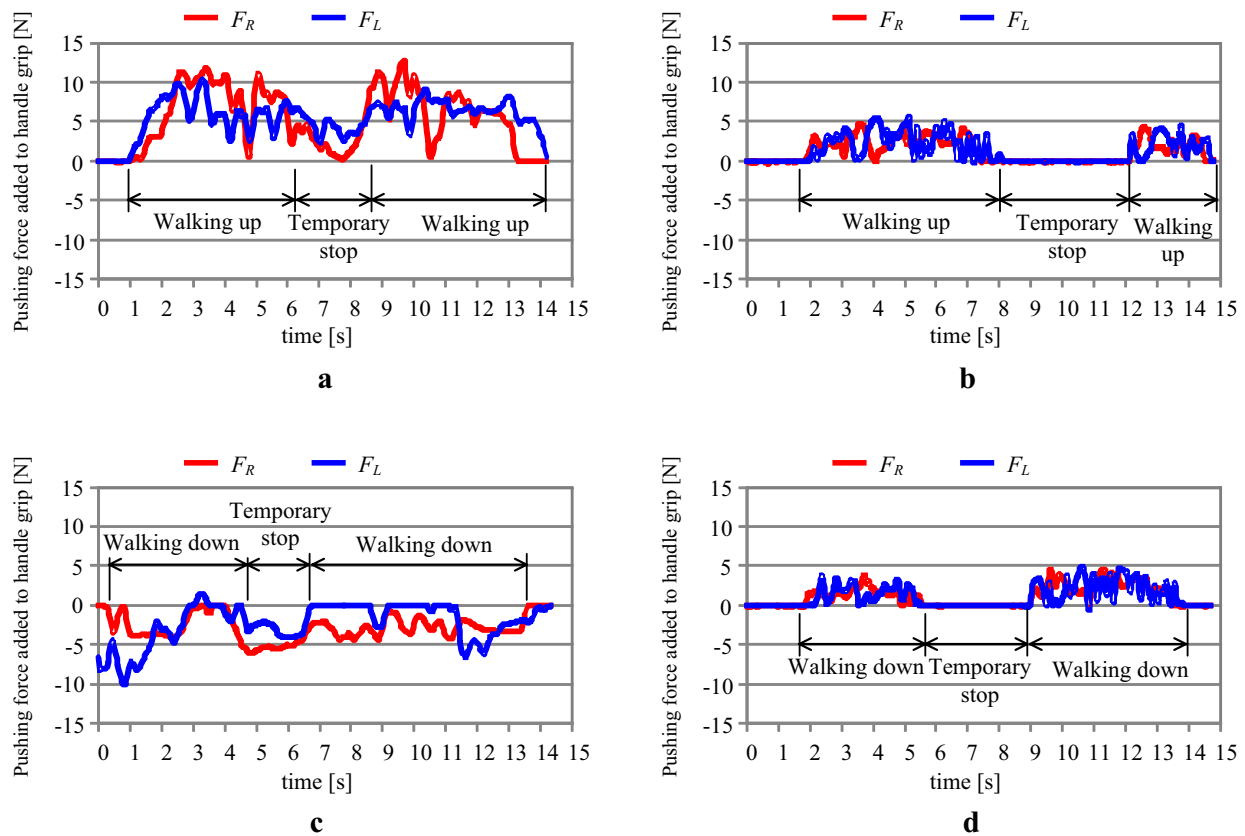 F_R F_L
Pushing force added to handle grip [N]
15
10
5
0
-5
-10
-15
Walking up
Temporary
stop
Walking up
0 1 2 3 4 5 6 7 8 9 10 11 12 13 14 15
time [s]
a
F_R F_L
Pushing force added to handle grip [N]
15
10
5
0
-5
-10
-15
Walking up
Temporary
stop
Walking
up
0 1 2 3 4 5 6 7 8 9 10 11 12 13 14 15
time [s]
b
F_R F_L
Pushing force added to handle grip [N]
15
10
5
0
-5
-10
-15
Temporary
stop
Walking down
Walking down
0 1 2 3 4 5 6 7 8 9 10 11 12 13 14 15
time [s]
c
F_R F_L
Pushing force added to handle grip [N]
15
10
5
0
-5
-10
-15
Walking down
Temporary
stop
Walking down
0 1 2 3 4 5 6 7 8 9 10 11 12 13 14 15
time [s]
d